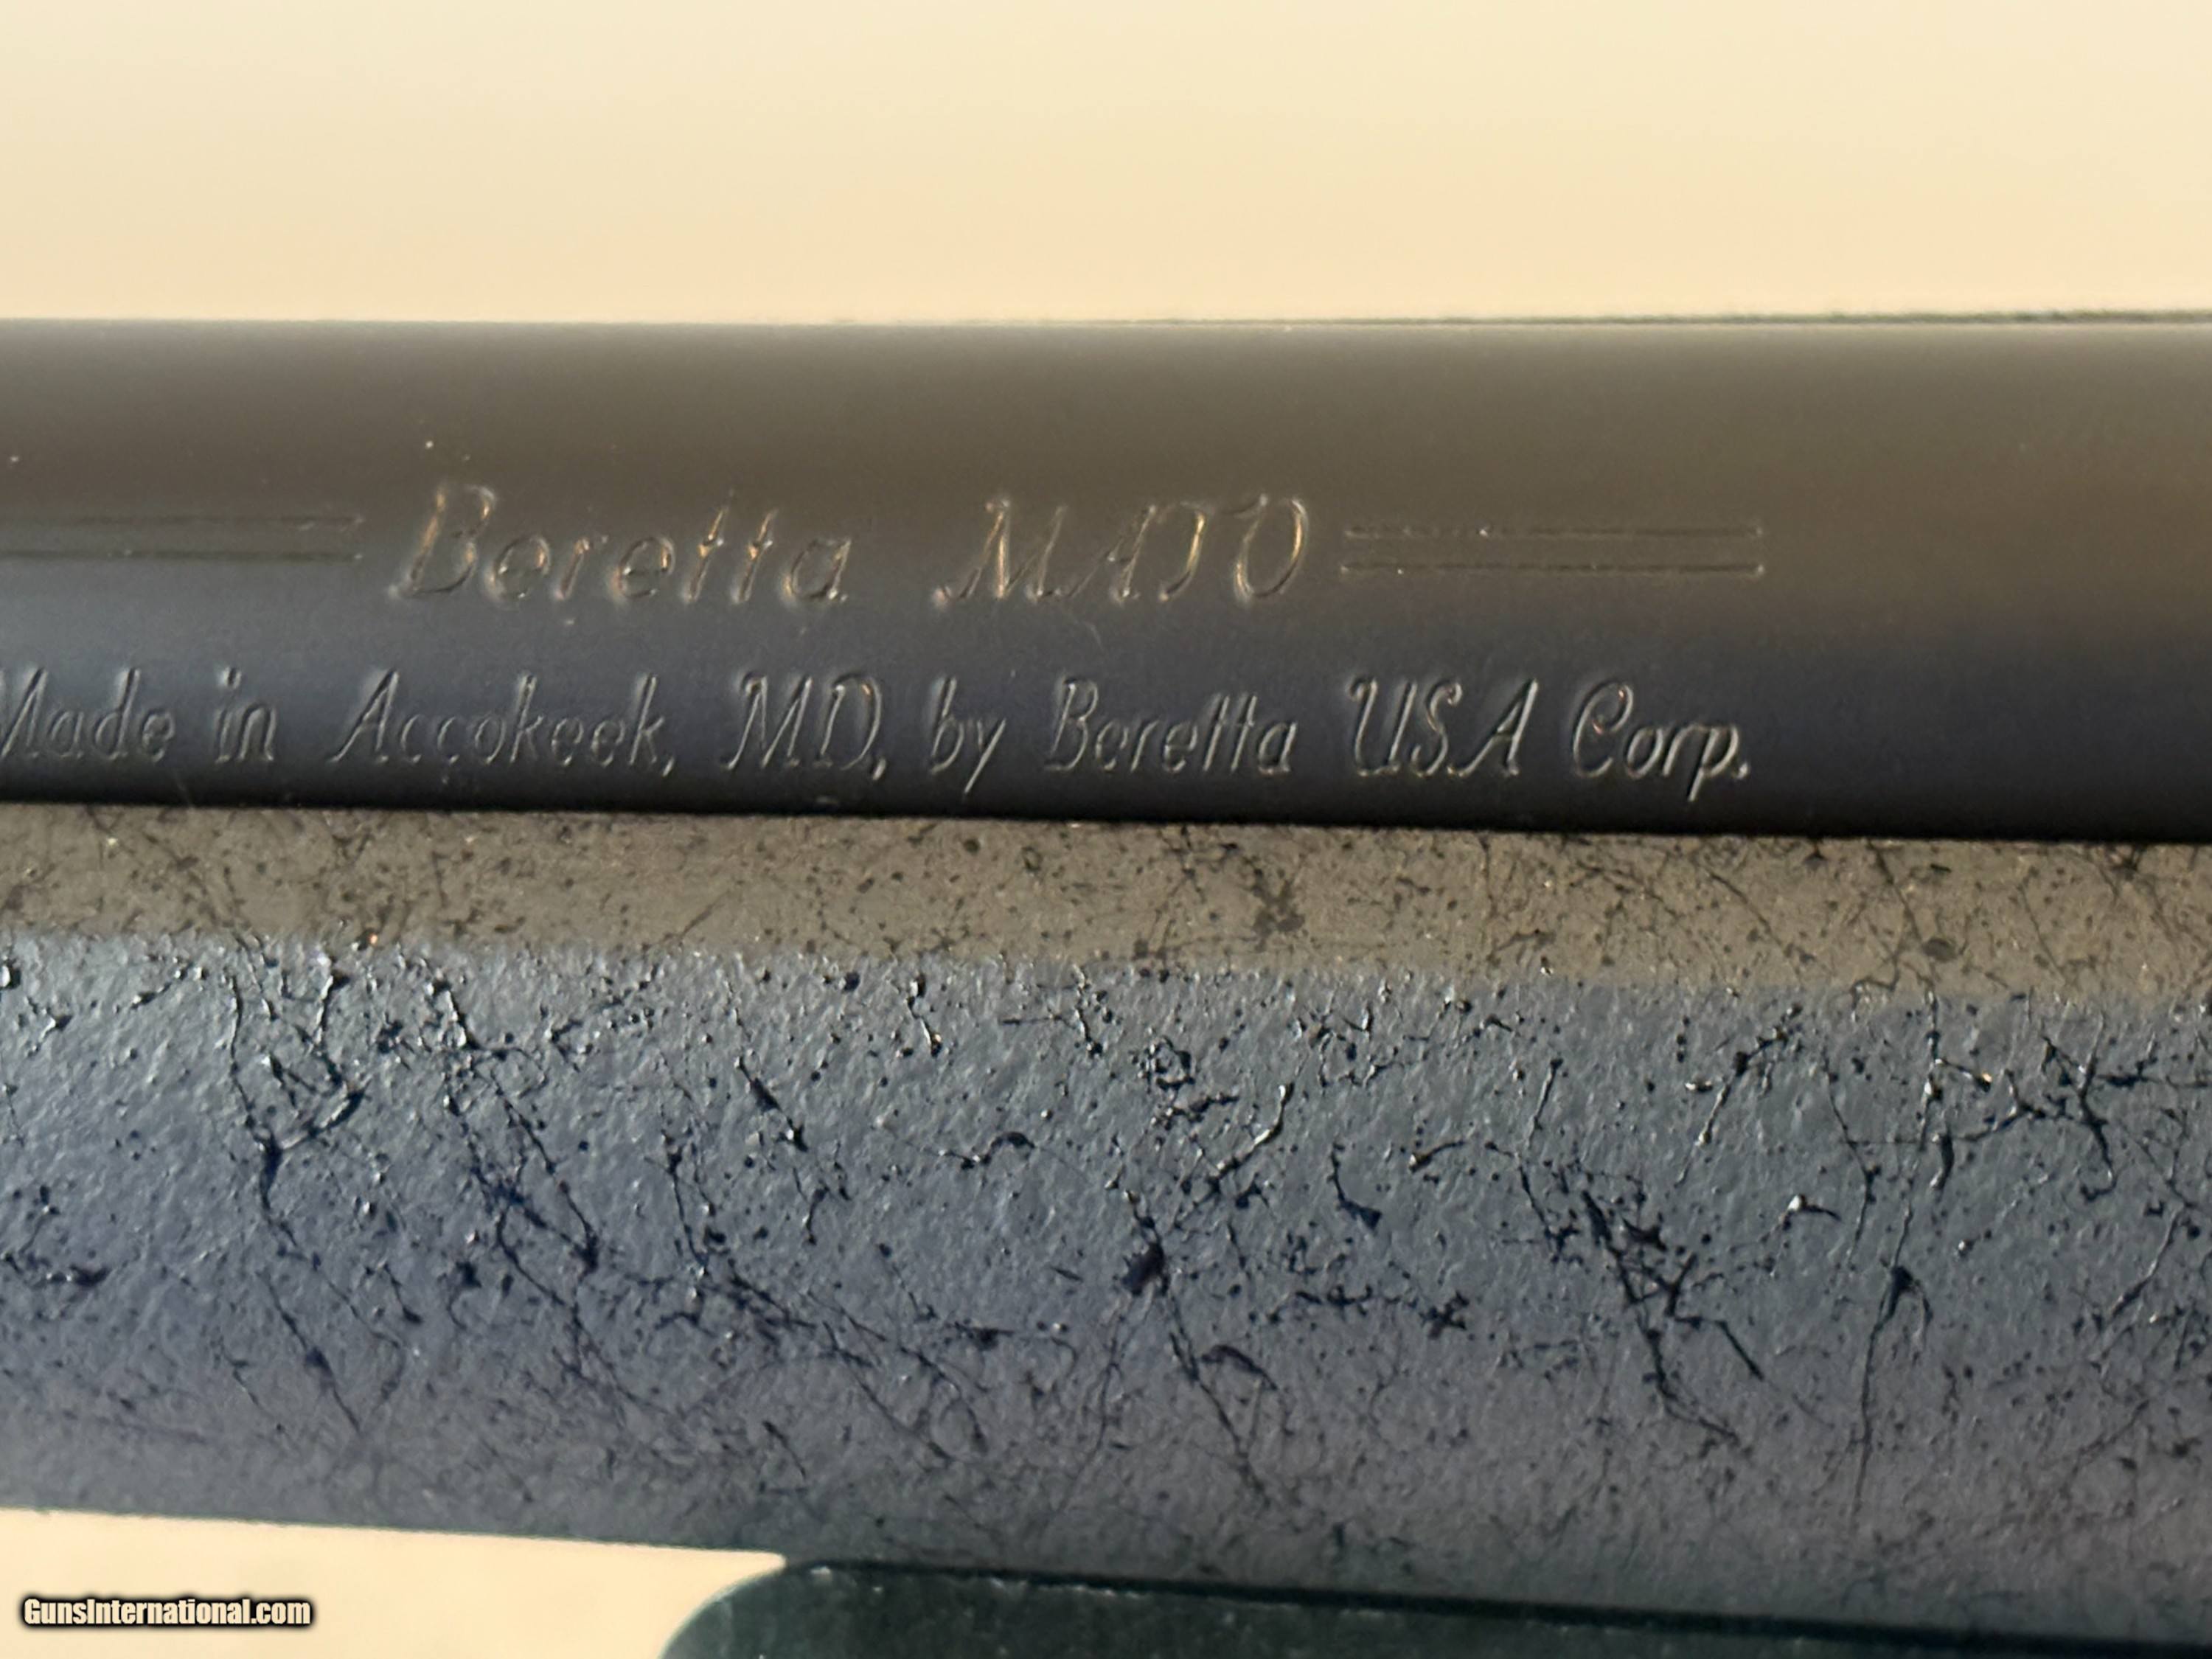 Beretta MATO
Made in Accokeek, MD, by Beretta USA Corp.
GunsInternational.com